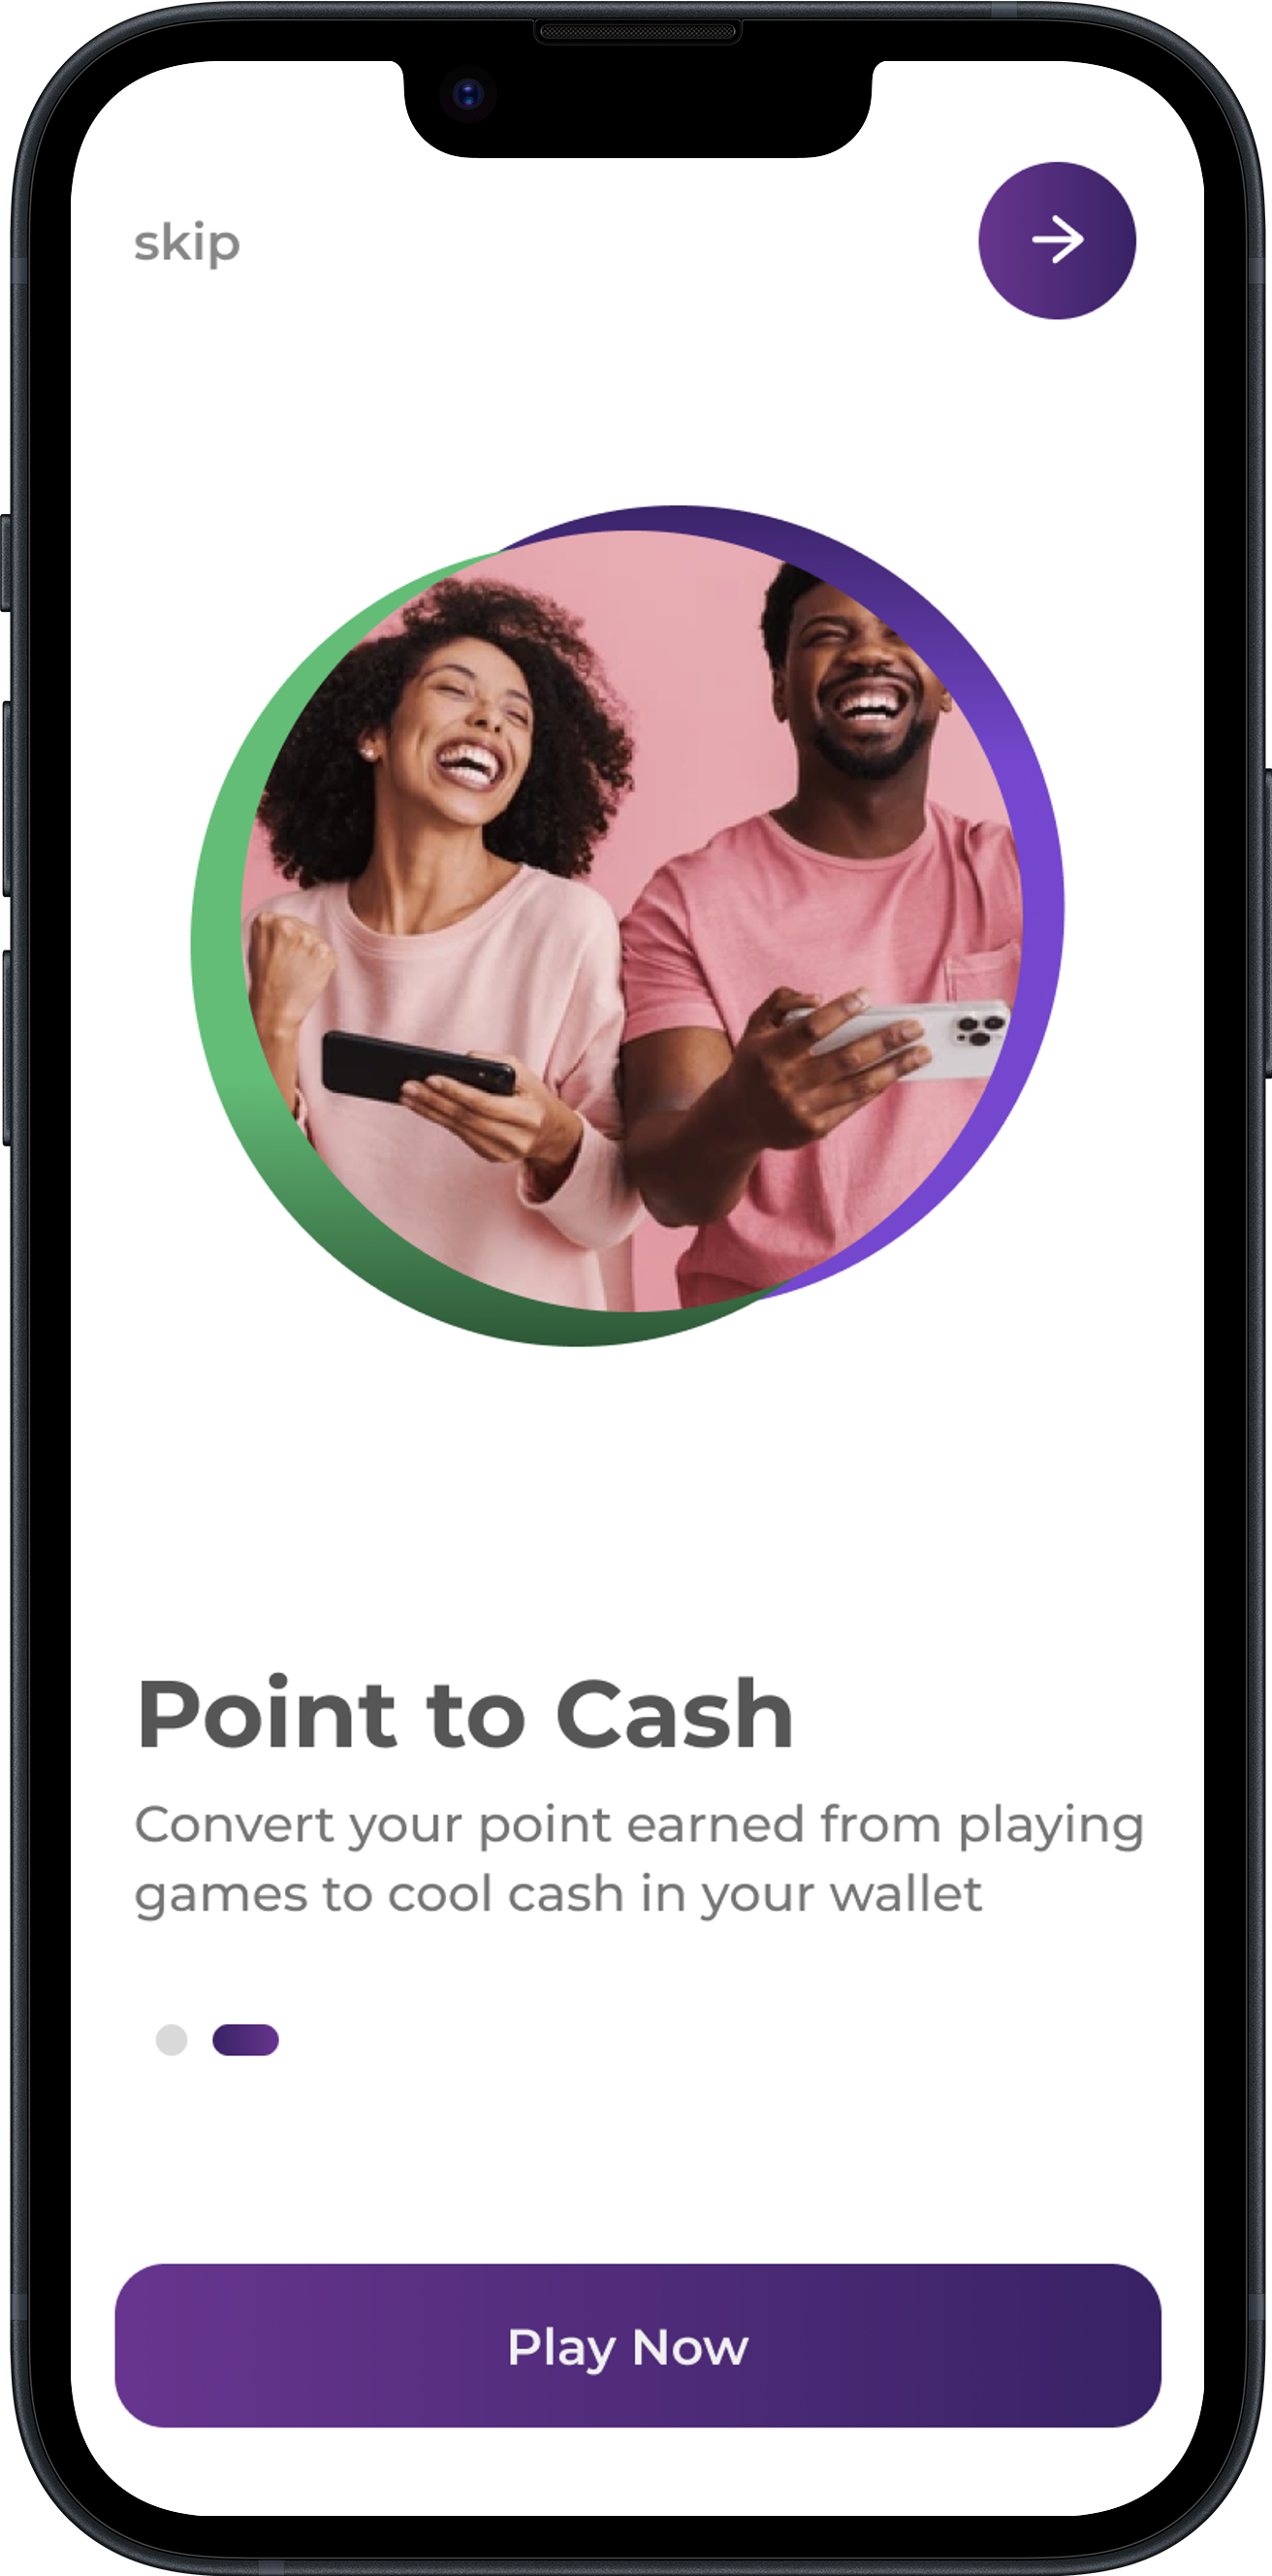 skip
Point to Cash
Convert your point earned from playing
games to cool cash in your wallet
Play Now